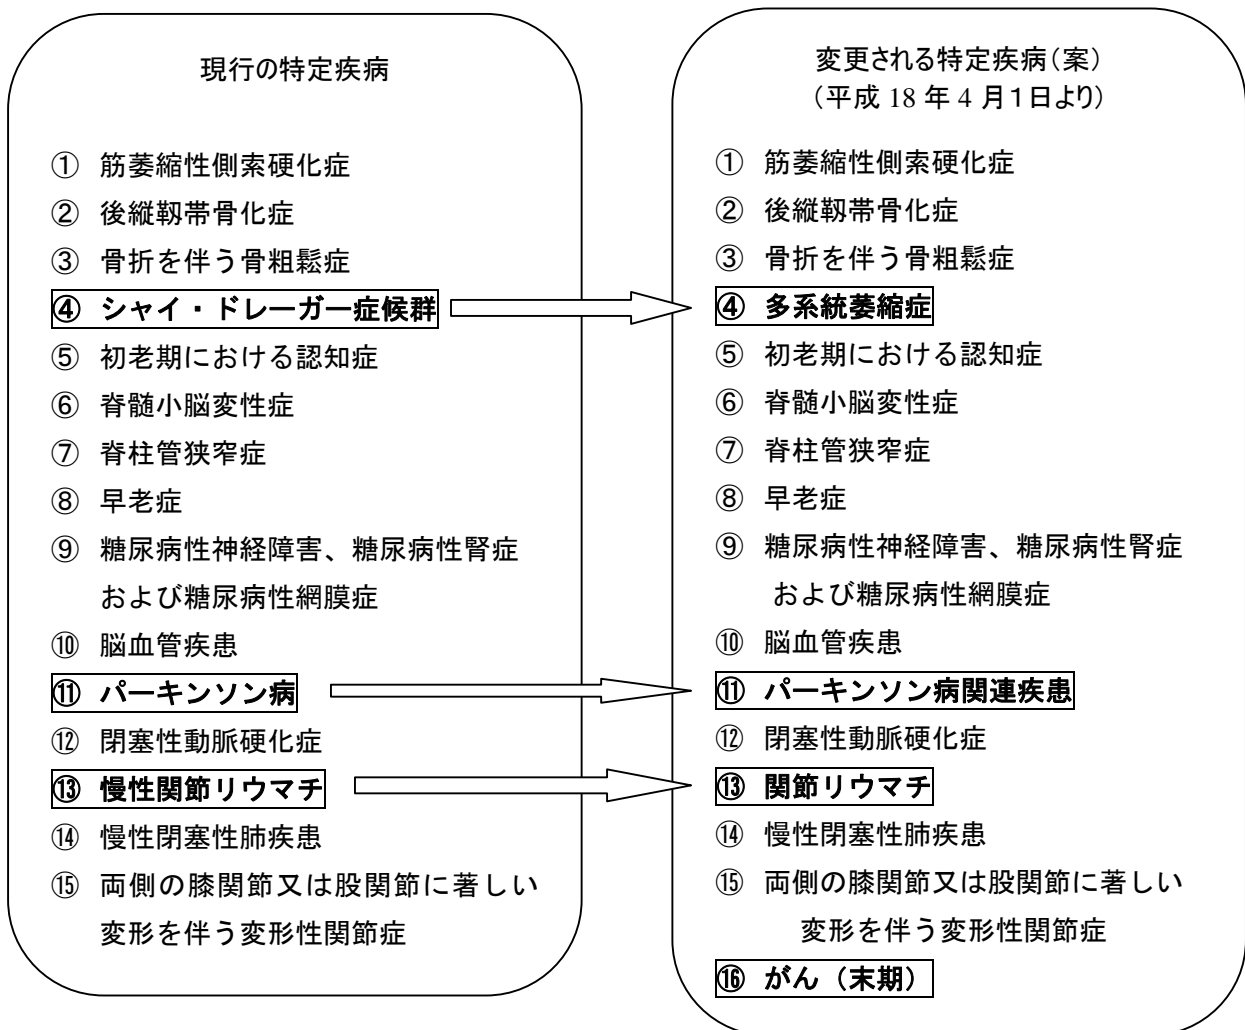 現行の特定疾病
① 筋萎縮性側索硬化症
② 後縦靱帯骨化症
③ 骨折を伴う骨粗鬆症
④ シャイ・ドレーガー症候群
⑤ 初老期における認知症
⑥ 脊髄小脳変性症
⑦ 脊柱管狭窄症
⑧ 早老症
⑨ 糖尿病性神経障害、糖尿病性腎症
および糖尿病性網膜症
⑩ 脳血管疾患
⑪ パーキンソン病
⑫ 閉塞性動脈硬化症
⑬ 慢性関節リウマチ
⑭ 慢性閉塞性肺疾患
⑮ 両側の膝関節又は股関節に著しい
変形を伴う変形性関節症
変更される特定疾病（案）
（平成 18 年 4 月１日より）
① 筋萎縮性側索硬化症
② 後縦靱帯骨化症
③ 骨折を伴う骨粗鬆症
④ 多系統萎縮症
⑤ 初老期における認知症
⑥ 脊髄小脳変性症
⑦ 脊柱管狭窄症
⑧ 早老症
⑨ 糖尿病性神経障害、糖尿病性腎症
および糖尿病性網膜症
⑩ 脳血管疾患
⑪ パーキンソン病関連疾患
⑫ 閉塞性動脈硬化症
⑬ 関節リウマチ
⑭ 慢性閉塞性肺疾患
⑮ 両側の膝関節又は股関節に著しい
変形を伴う変形性関節症
⑯ がん（末期）